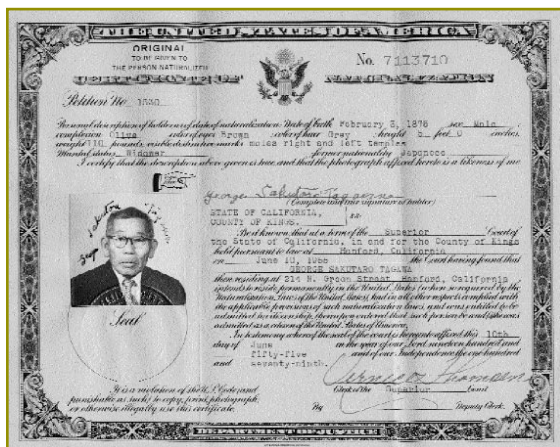 THE UNITED STATES OF AMERICA
ORIGINAL
TO BE GIVEN TO
THE PERSON NATURALIZED
No. 7113710
CERTIFICATE OF NATURALIZATION
Petition No 1530
Personal description of holder as of date of naturalization: Date of birth February 3, 1878 sex Male
complexion Olive color of eyes Brown color of hair Grey height 5 feet 0 inches,
weight 110 pounds, visible distinctive marks moles right and left temples
Marital status Widower former nationality Japanese
I certify that the description above given is true, and that the photograph affixed hereto is a likeness of me.
George Sakutaro Tagawa
(Complete and true signature of holder)
STATE OF CALIFORNIA,
COUNTY OF KINGS. ss:
Be it known that at a term of the Superior Court of
the State of California, in and for the County of Kings
held pursuant to law at Hanford, California
on June 10, 1955 the Court having found that
GEORGE SAKUTARO TAGAWA
then residing at 214 N. Green Street, Hanford, California
intends to reside permanently in the United States (when so required by the
Naturalization Laws of the United States), had in all other respects complied with
the applicable provisions of such naturalization laws, and was entitled to be
admitted to citizenship, thereupon ordered that such person be and (s)he was
admitted as a citizen of the United States of America.
In testimony whereof the seal of the court is hereunto affixed this 10th
day of June in the year of our Lord nineteen hundred and
fifty-five and of our Independence the one hundred
and seventy-ninth.
Seal
It is a violation of the U.S. Code (and
punishable as such) to copy, print, photograph,
or otherwise illegally use this certificate.
Clerk of the Superior Court
By Deputy Clerk.
DEPARTMENT OF JUSTICE